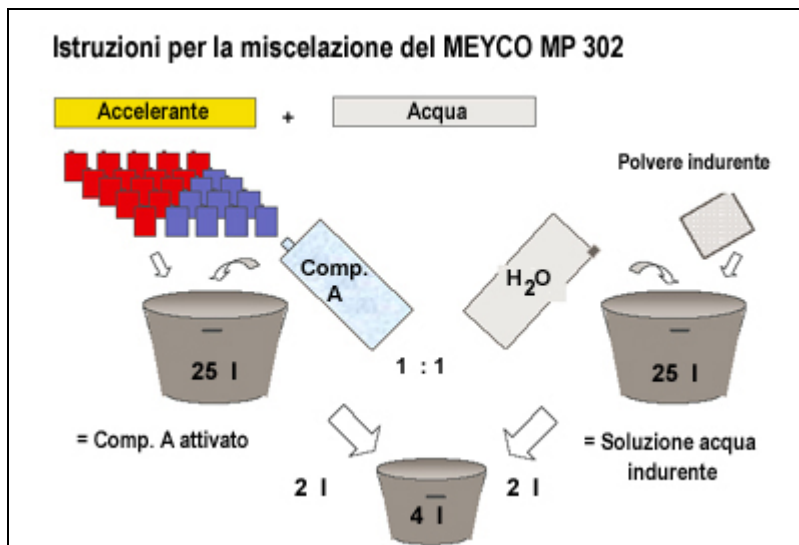 Istruzioni per la miscelazione del MEYCO MP 302
Accelerante
+
Acqua
Polvere indurente
Comp.
A
H2O
25 l
1 : 1
25 l
= Comp. A attivato
= Soluzione acqua
indurente
2 l
2 l
4 l